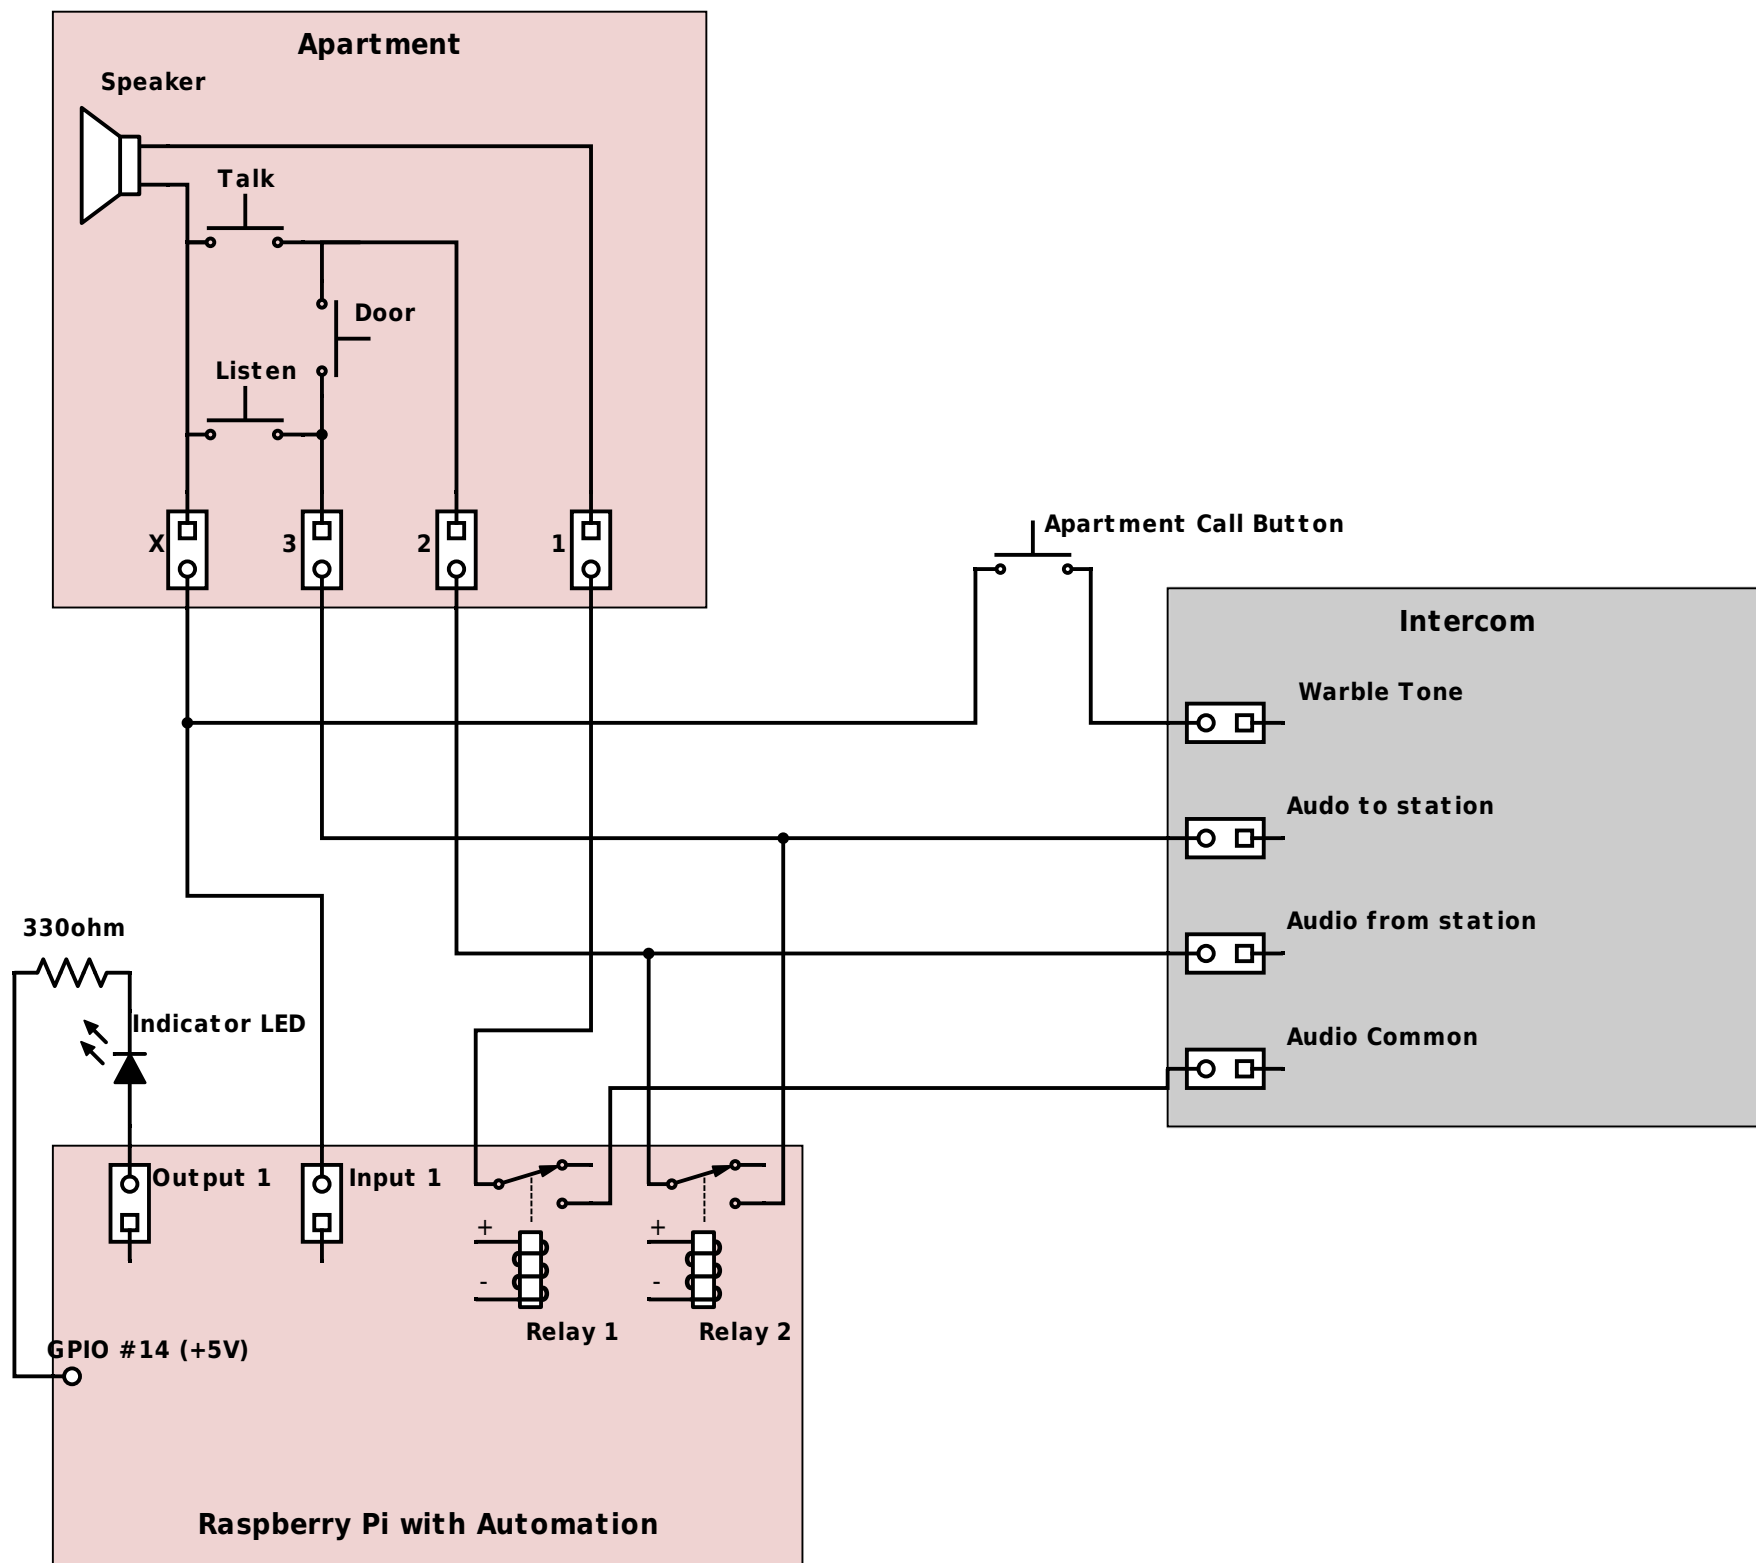 Apartment
Speaker
Talk
Door
Listen
X
3
2
1
Apartment Call Button
Intercom
Warble Tone
Audo to station
Audio from station
Audio Common
330ohm
Indicator LED
Output 1
Input 1
+
-
+
-
Relay 1
Relay 2
GPIO #14 (+5V)
Raspberry Pi with Automation